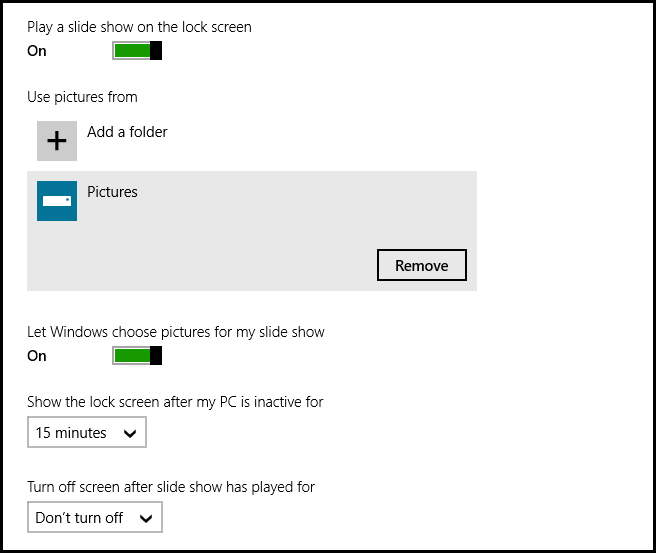 Play a slide show on the lock screen
On
Use pictures from
Add a folder
Pictures
Remove
Let Windows choose pictures for my slide show
On
Show the lock screen after my PC is inactive for
15 minutes
Turn off screen after slide show has played for
Don't turn off